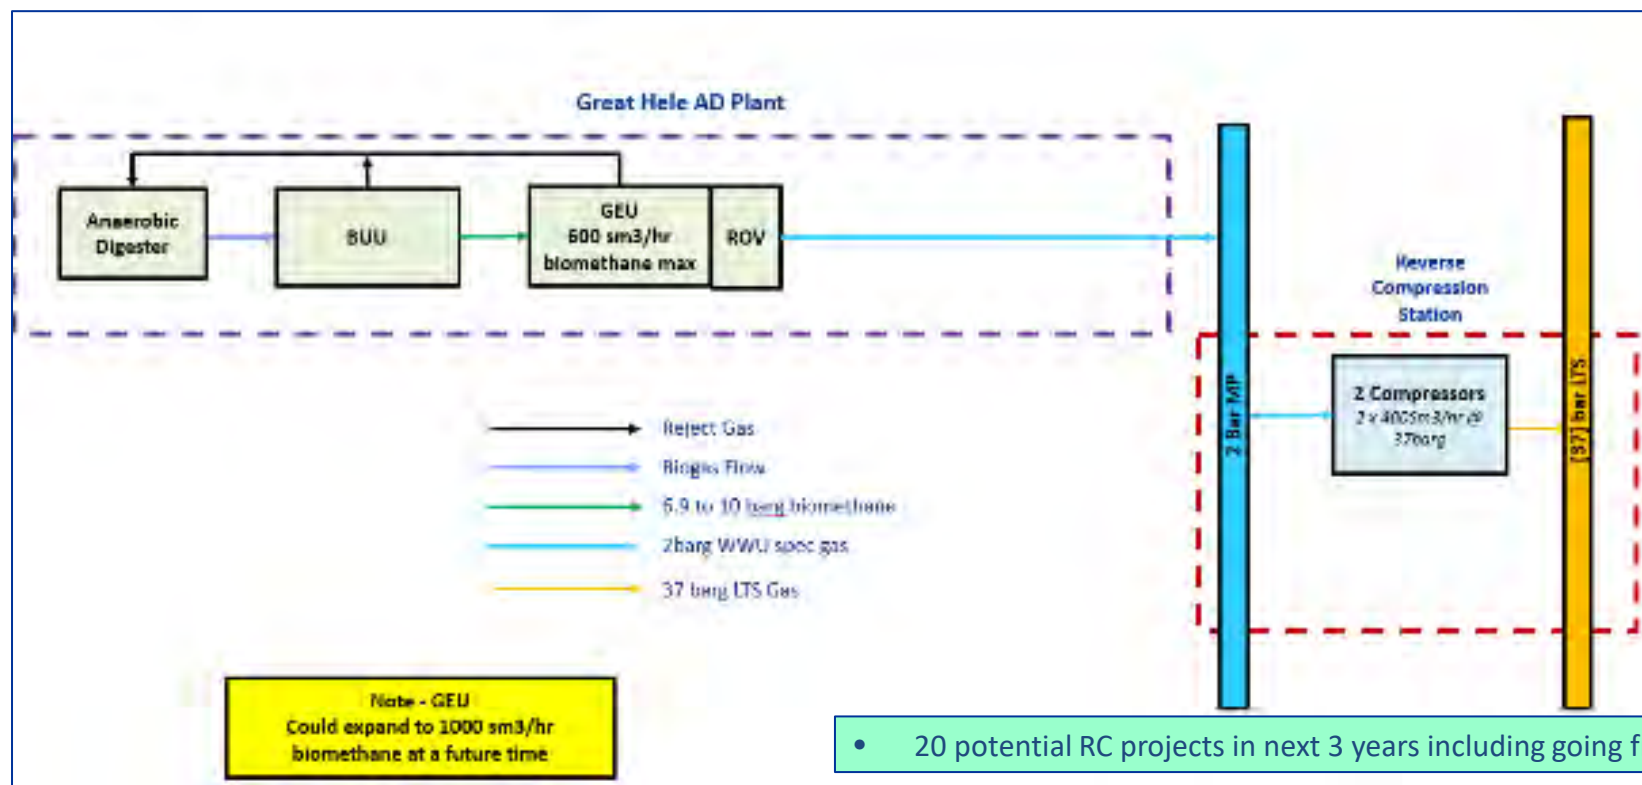 Great Hele AD Plant
Anaerobic
Digester
BUU
GEU
600 sm3/hr
biomethane max
ROV
Reverse
Compression
Station
2 Bar MP
2 Compressors
2 x 400Sm3/hr @
37barg
[37] bar LTS
Reject Gas
Biogas Flow
6.9 to 10 barg biomethane
2barg WWU spec gas
37 barg LTS Gas
Note - GEU
Could expand to 1000 sm3/hr
biomethane at a future time
• 20 potential RC projects in next 3 years including going f